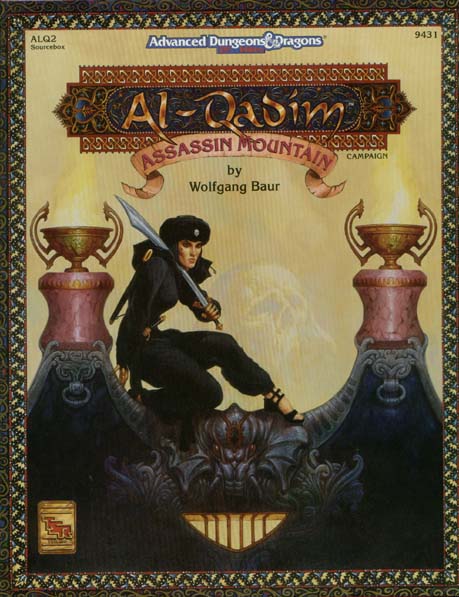 ALQ2
Sourcebox
Advanced Dungeons & Dragons
9431
AL-QADIM
ASSASSIN MOUNTAIN
CAMPAIGN
by
Wolfgang Baur
TSR